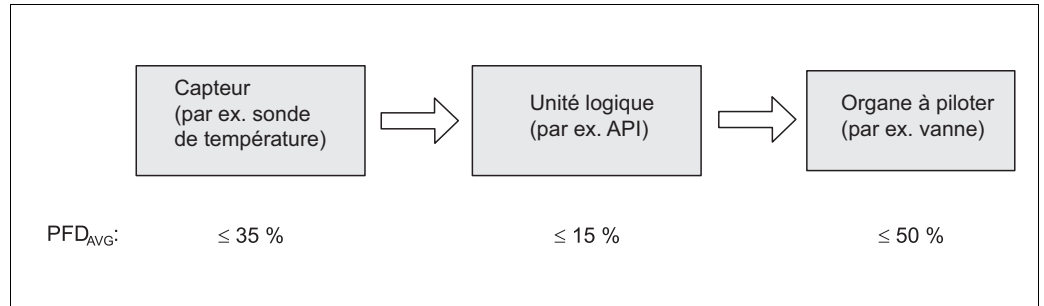 Capteur
(par ex. sonde
de température)
Unité logique
(par ex. API)
Organe à piloter
(par ex. vanne)
PFDAVG:
≤ 35 %
≤ 15 %
≤ 50 %